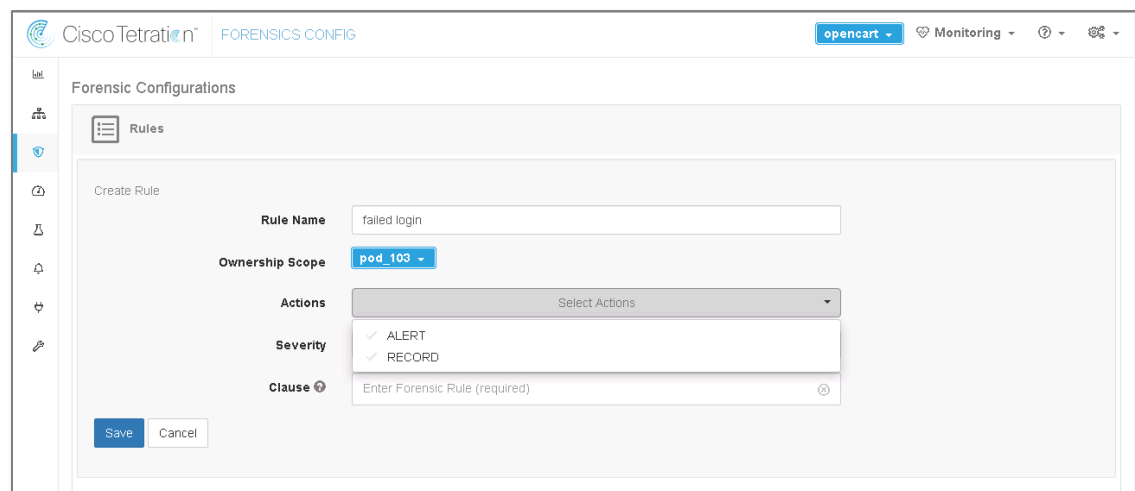 Cisco Tetration™ FORENSICS CONFIG opencart Monitoring
Forensic Configurations
Rules
Create Rule
Rule Name failed login
Ownership Scope pod_103
Actions Select Actions
ALERT
Severity
RECORD
Clause Enter Forensic Rule (required)
Save Cancel